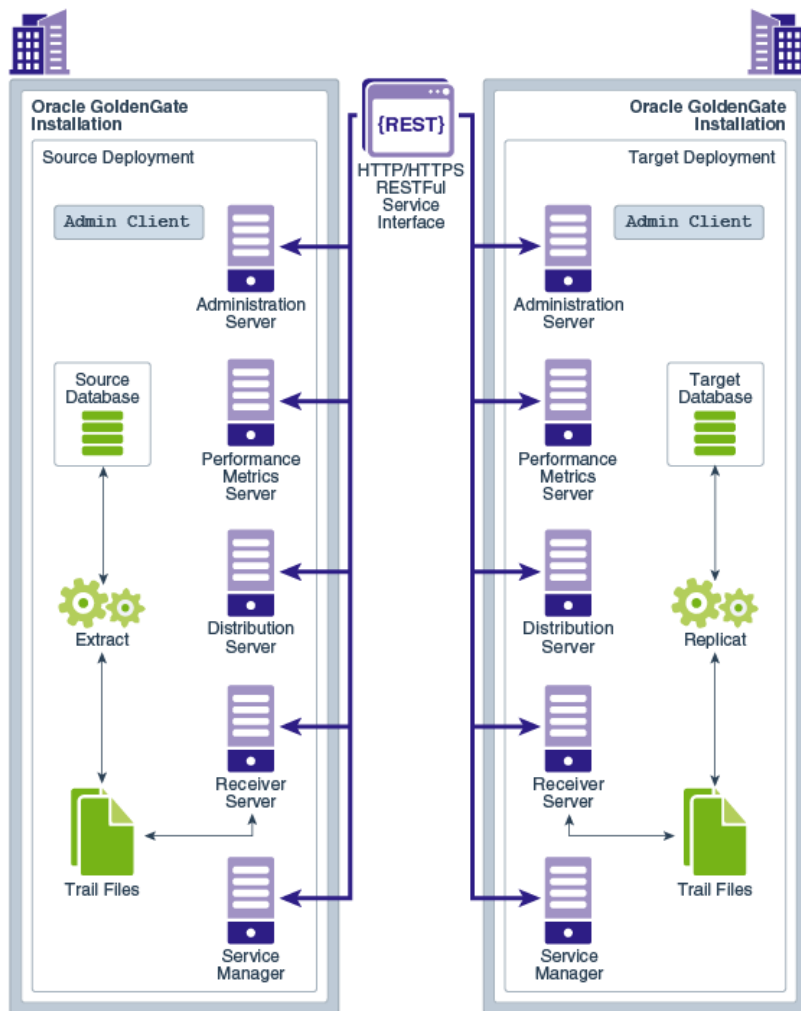 Oracle GoldenGate
Installation
Source Deployment
Admin Client
Administration
Server
Source
Database
Performance
Metrics
Server
Extract
Distribution
Server
Receiver
Server
Trail Files
Service
Manager
{REST}
HTTP/HTTPS
RESTFul
Service
Interface
Oracle GoldenGate
Installation
Target Deployment
Admin Client
Administration
Server
Performance
Metrics
Server
Target
Database
Distribution
Server
Replicat
Receiver
Server
Trail Files
Service
Manager